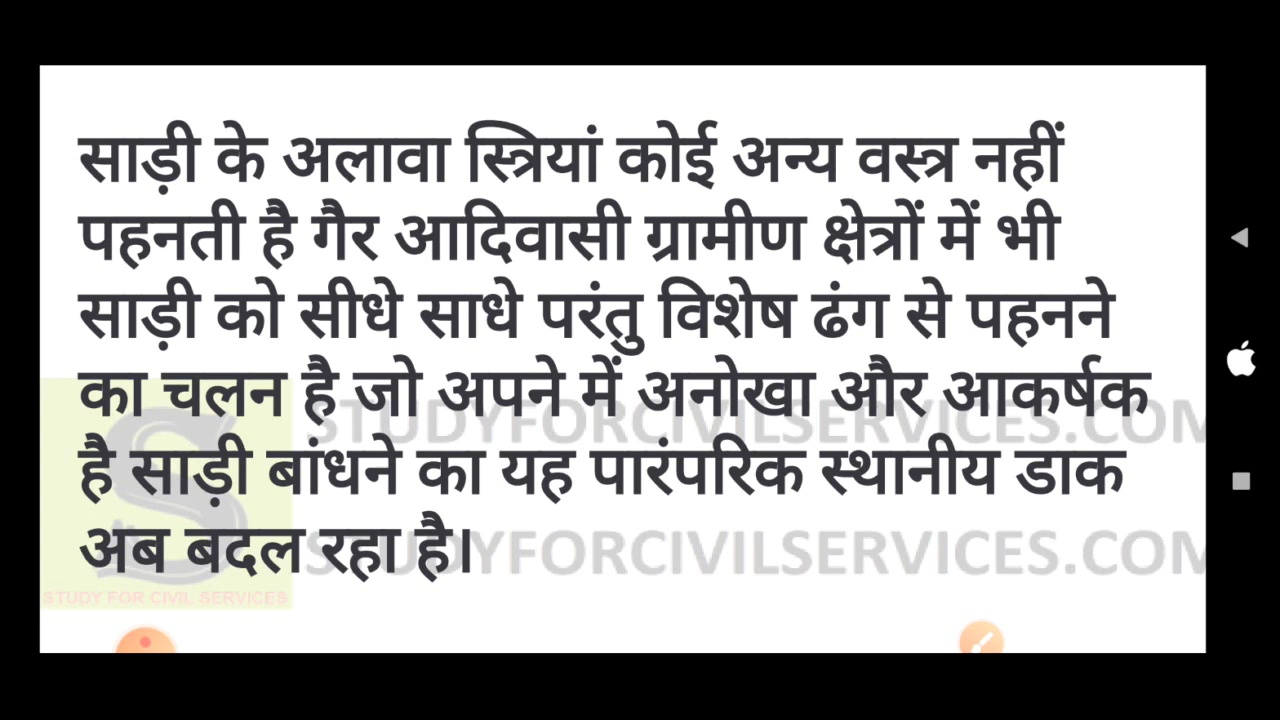 साड़ी के अलावा स्त्रियां कोई अन्य वस्त्र नहीं
पहनती है गैर आदिवासी ग्रामीण क्षेत्रों में भी
साड़ी को सीधे साधे परंतु विशेष ढंग से पहनने
का चलन है जो अपने में अनोखा और आकर्षक
STUDYFORCIVILSERVICES.COM
है साड़ी बांधने का यह पारंपरिक स्थानीय डाक
अब बदल रहा है।
STUDYFORCIVILSERVICES.COM
STUDY FOR CIVIL SERVICES